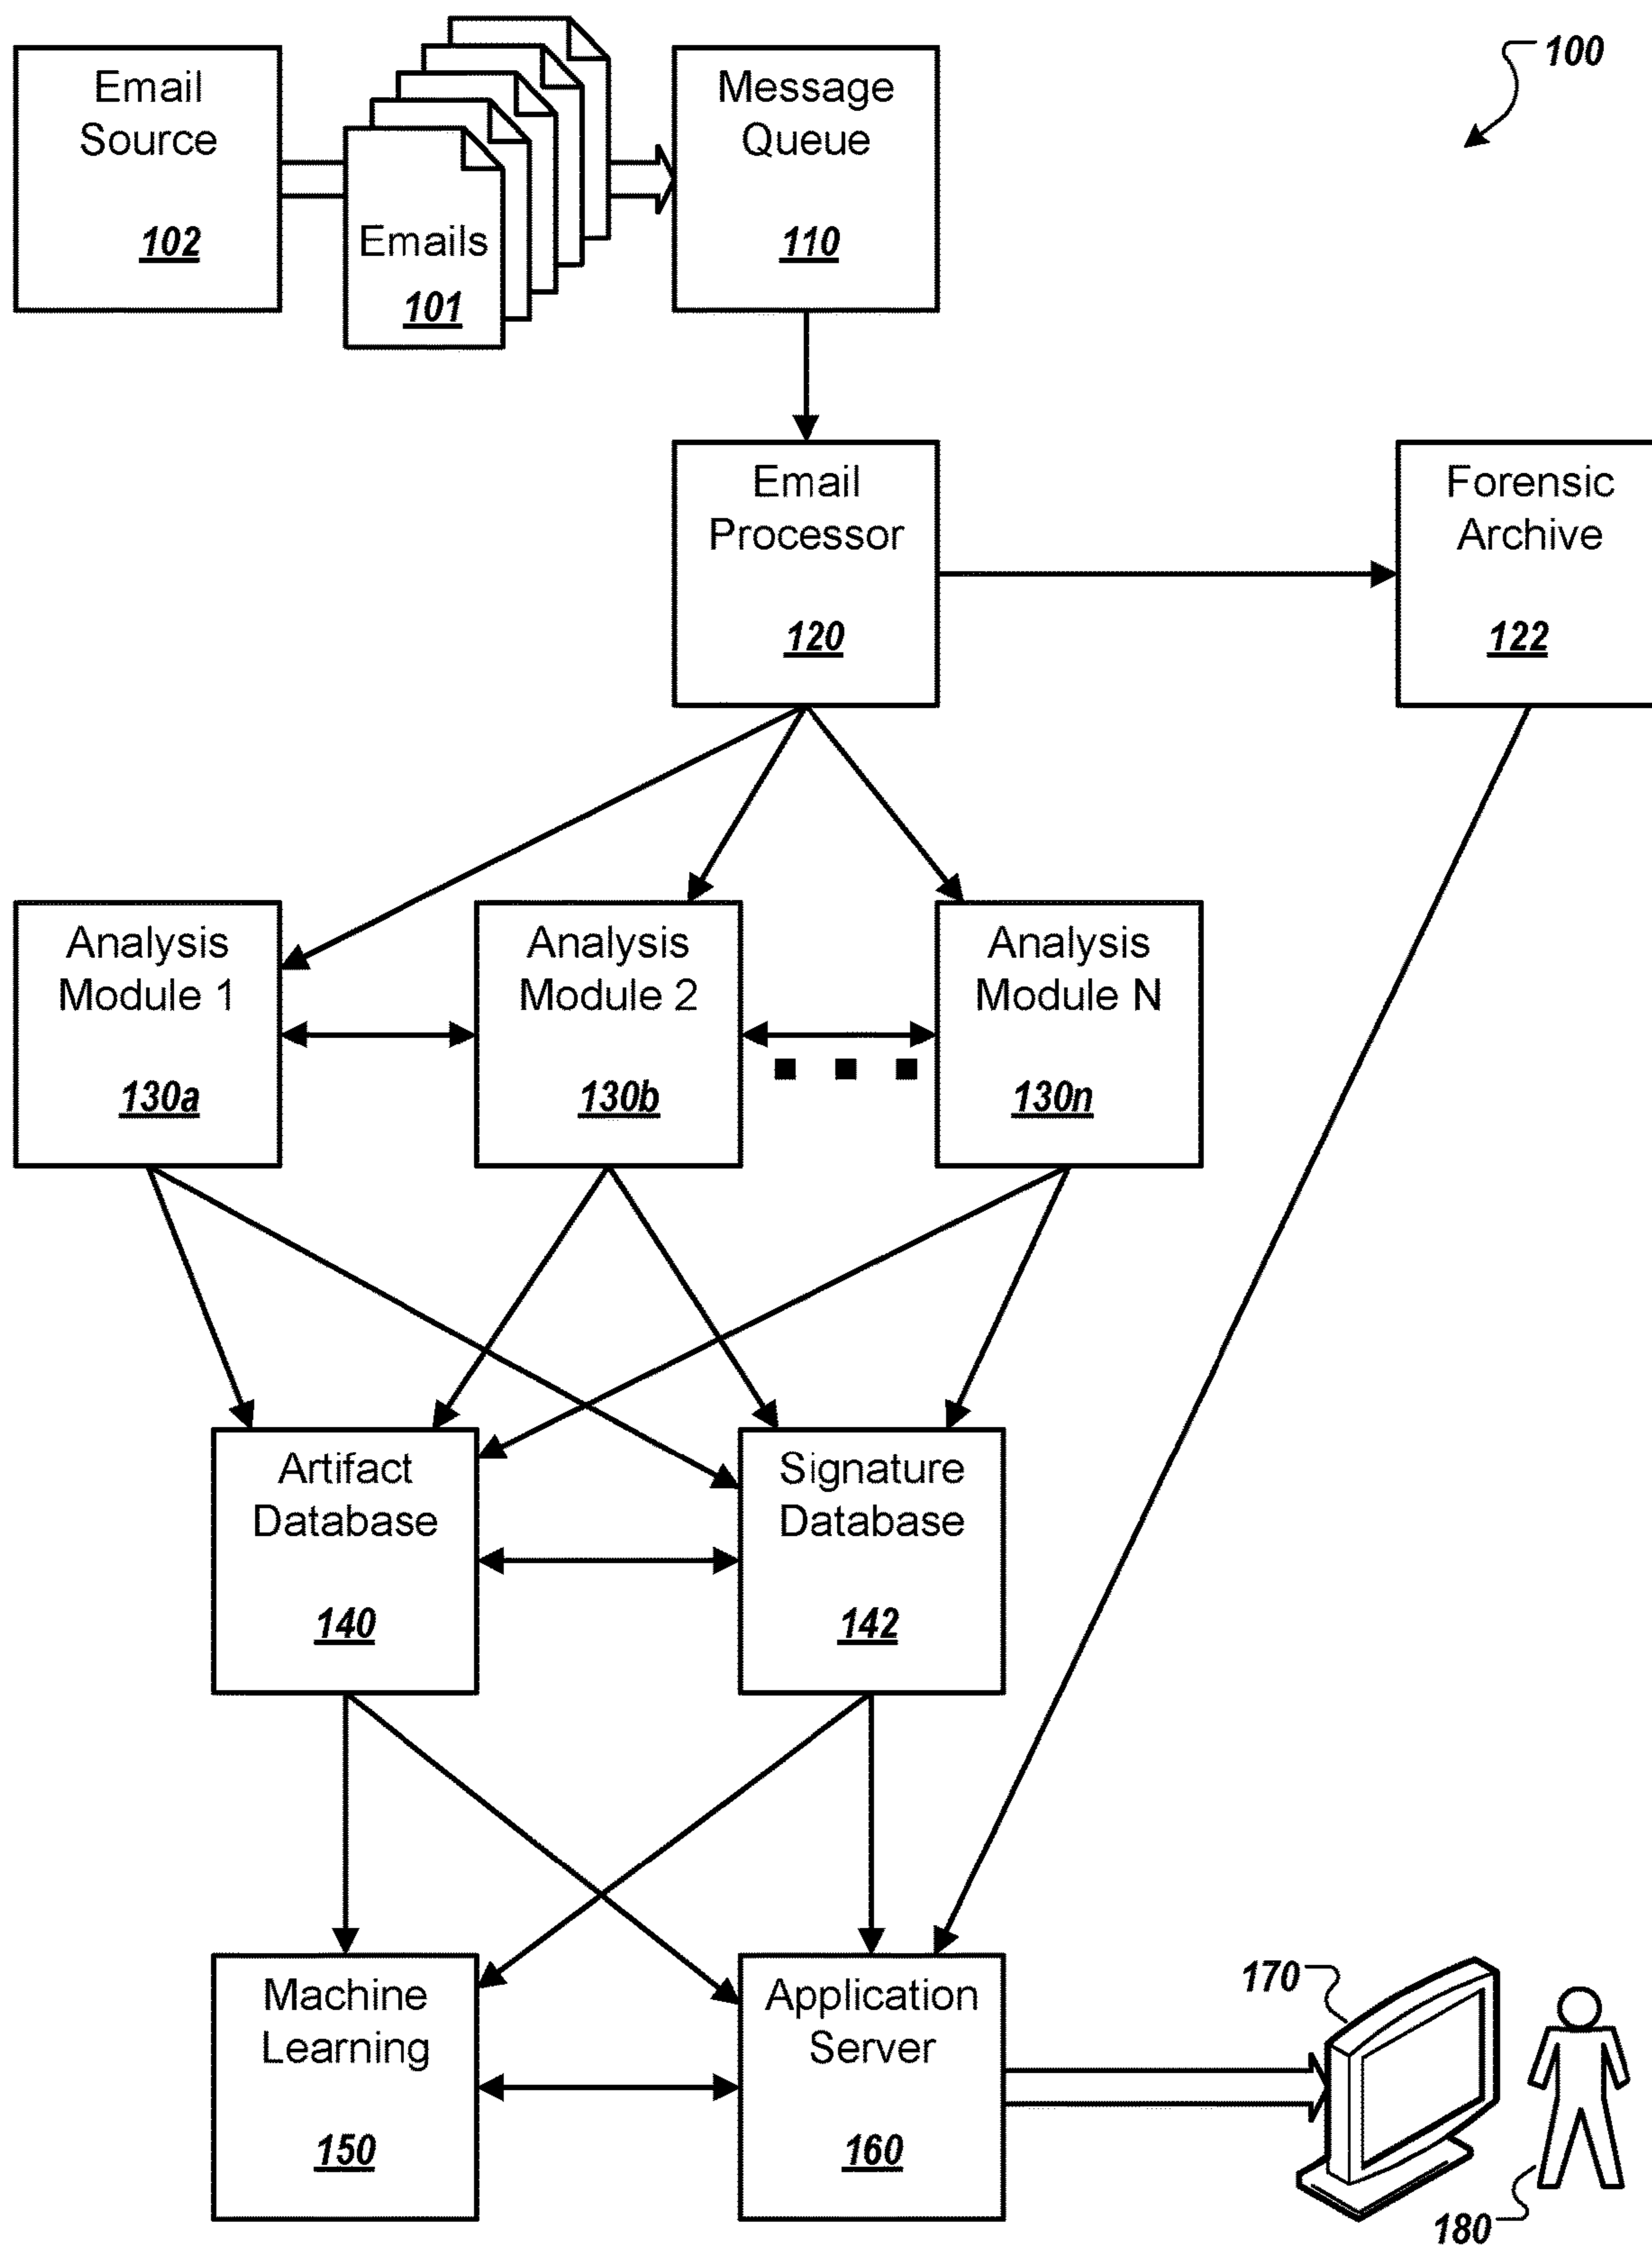 Email
Source
102
Emails
101
Message
Queue
110
100
Email
Processor
120
Forensic
Archive
122
Analysis
Module 1
130a
Analysis
Module 2
130b
Analysis
Module N
130n
Artifact
Database
140
Signature
Database
142
Machine
Learning
150
Application
Server
160
170
180